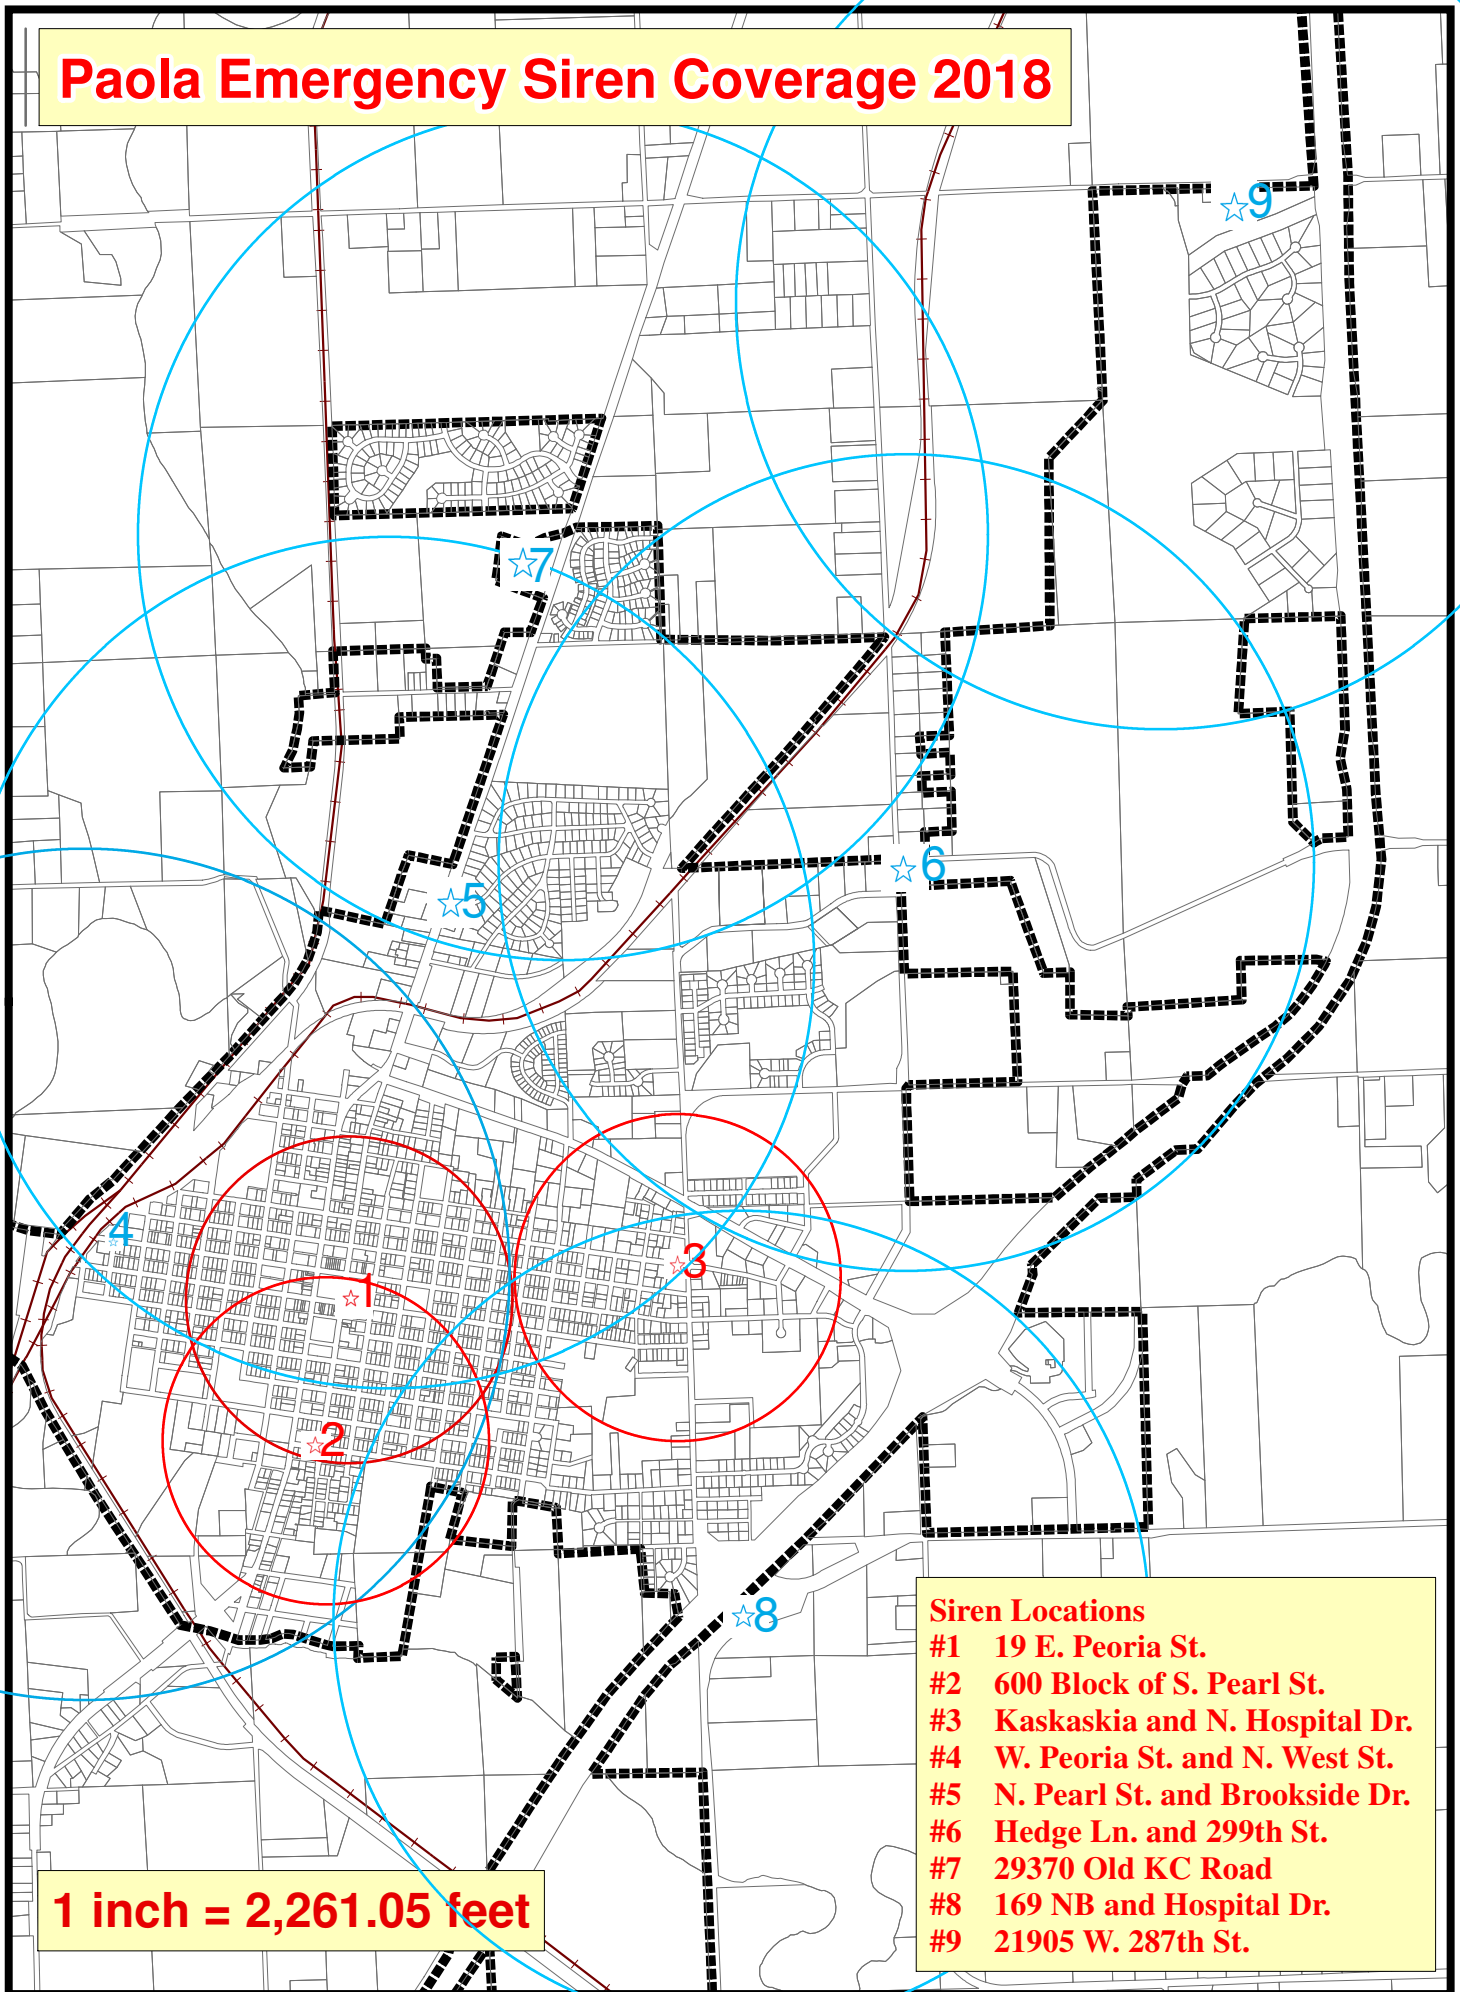 Paola Emergency Siren Coverage 2018
9
7
6
5
4
3
1
2
8
Siren Locations
#1 19 E. Peoria St.
#2 600 Block of S. Pearl St.
#3 Kaskaskia and N. Hospital Dr.
#4 W. Peoria St. and N. West St.
#5 N. Pearl St. and Brookside Dr.
#6 Hedge Ln. and 299th St.
#7 29370 Old KC Road
#8 169 NB and Hospital Dr.
#9 21905 W. 287th St.
1 inch = 2,261.05 feet